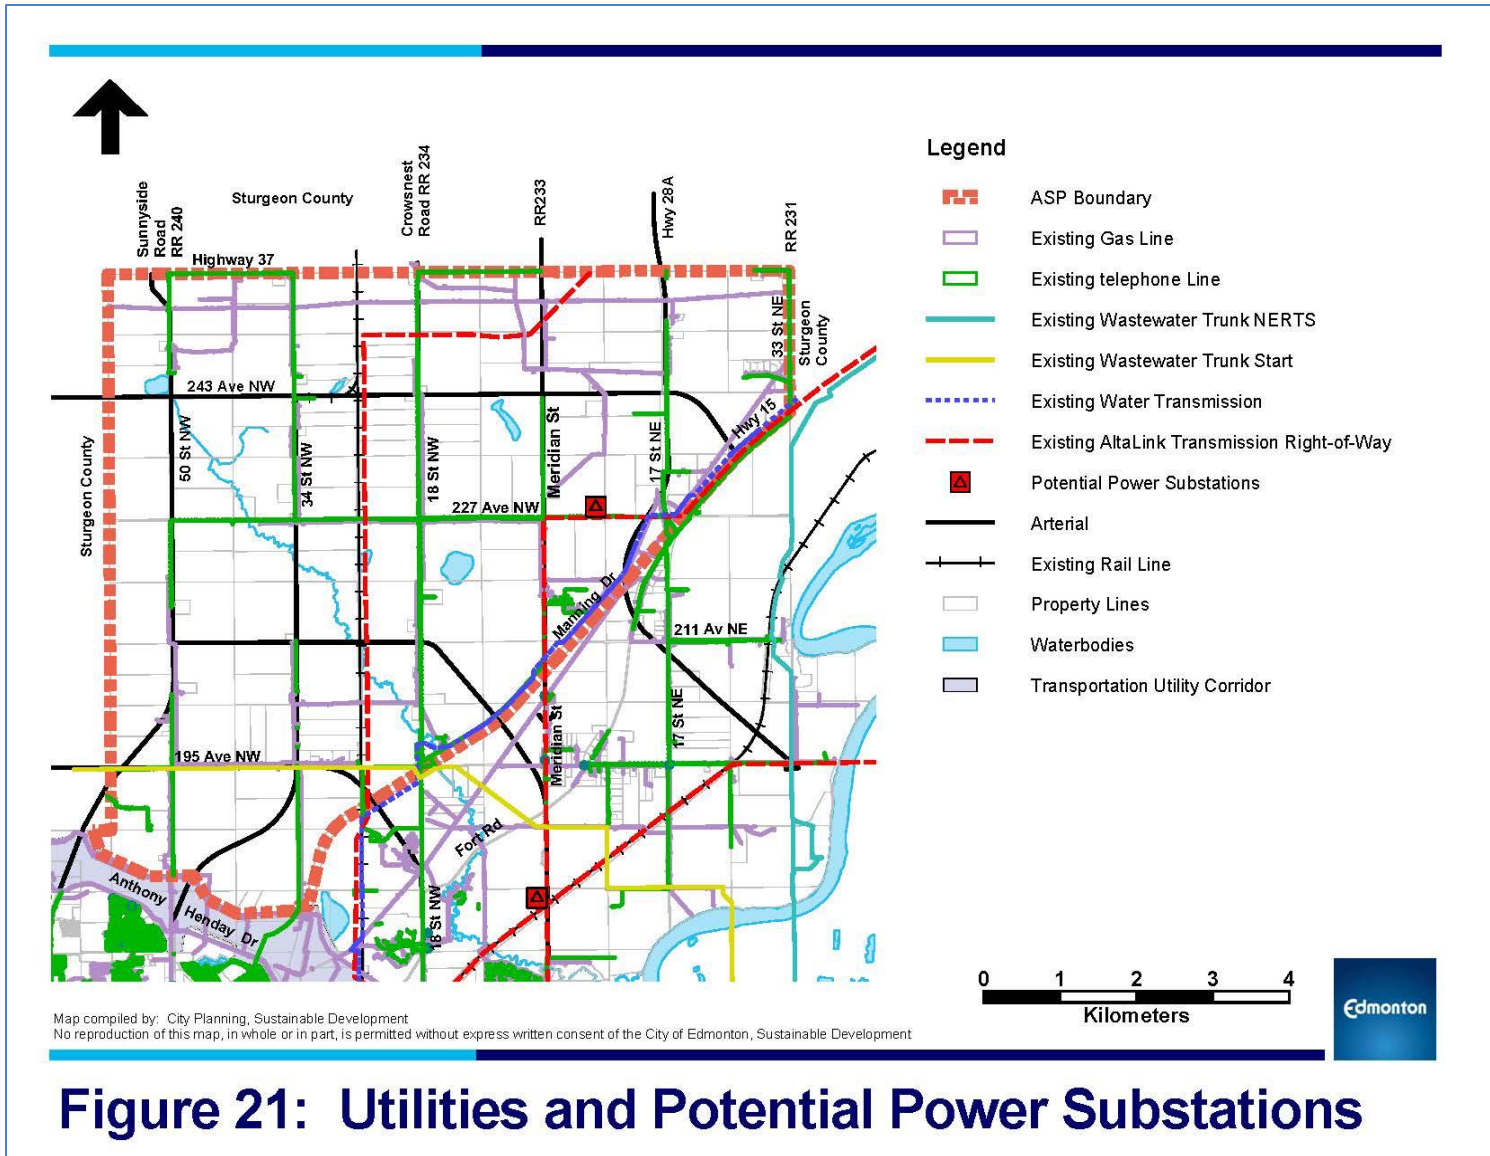 Sunnyside
Road
RR 240
Sturgeon County
Crowsnest
Road RR 234
RR233
Hwy 28A
RR 231
Highway 37
33 St NE
Sturgeon
County
243 Ave NW
50 St NW
34 St NW
18 St NW
Meridian St
17 St NE
Hwy 15
Sturgeon County
227 Ave NW
Manning Dr
211 Av NE
195 Ave NW
Meridian St
17 St NE
Fort Rd
18 St NW
Anthony
Henday Dr
Legend
ASP Boundary
Existing Gas Line
Existing telephone Line
Existing Wastewater Trunk NERTS
Existing Wastewater Trunk Start
Existing Water Transmission
Existing AltaLink Transmission Right-of-Way
Potential Power Substations
Arterial
Existing Rail Line
Property Lines
Waterbodies
Transportation Utility Corridor
0 1 2 3 4
Kilometers
Edmonton
Map compiled by: City Planning, Sustainable Development
No reproduction of this map, in whole or in part, is permitted without express written consent of the City of Edmonton, Sustainable Development
Figure 21: Utilities and Potential Power Substations